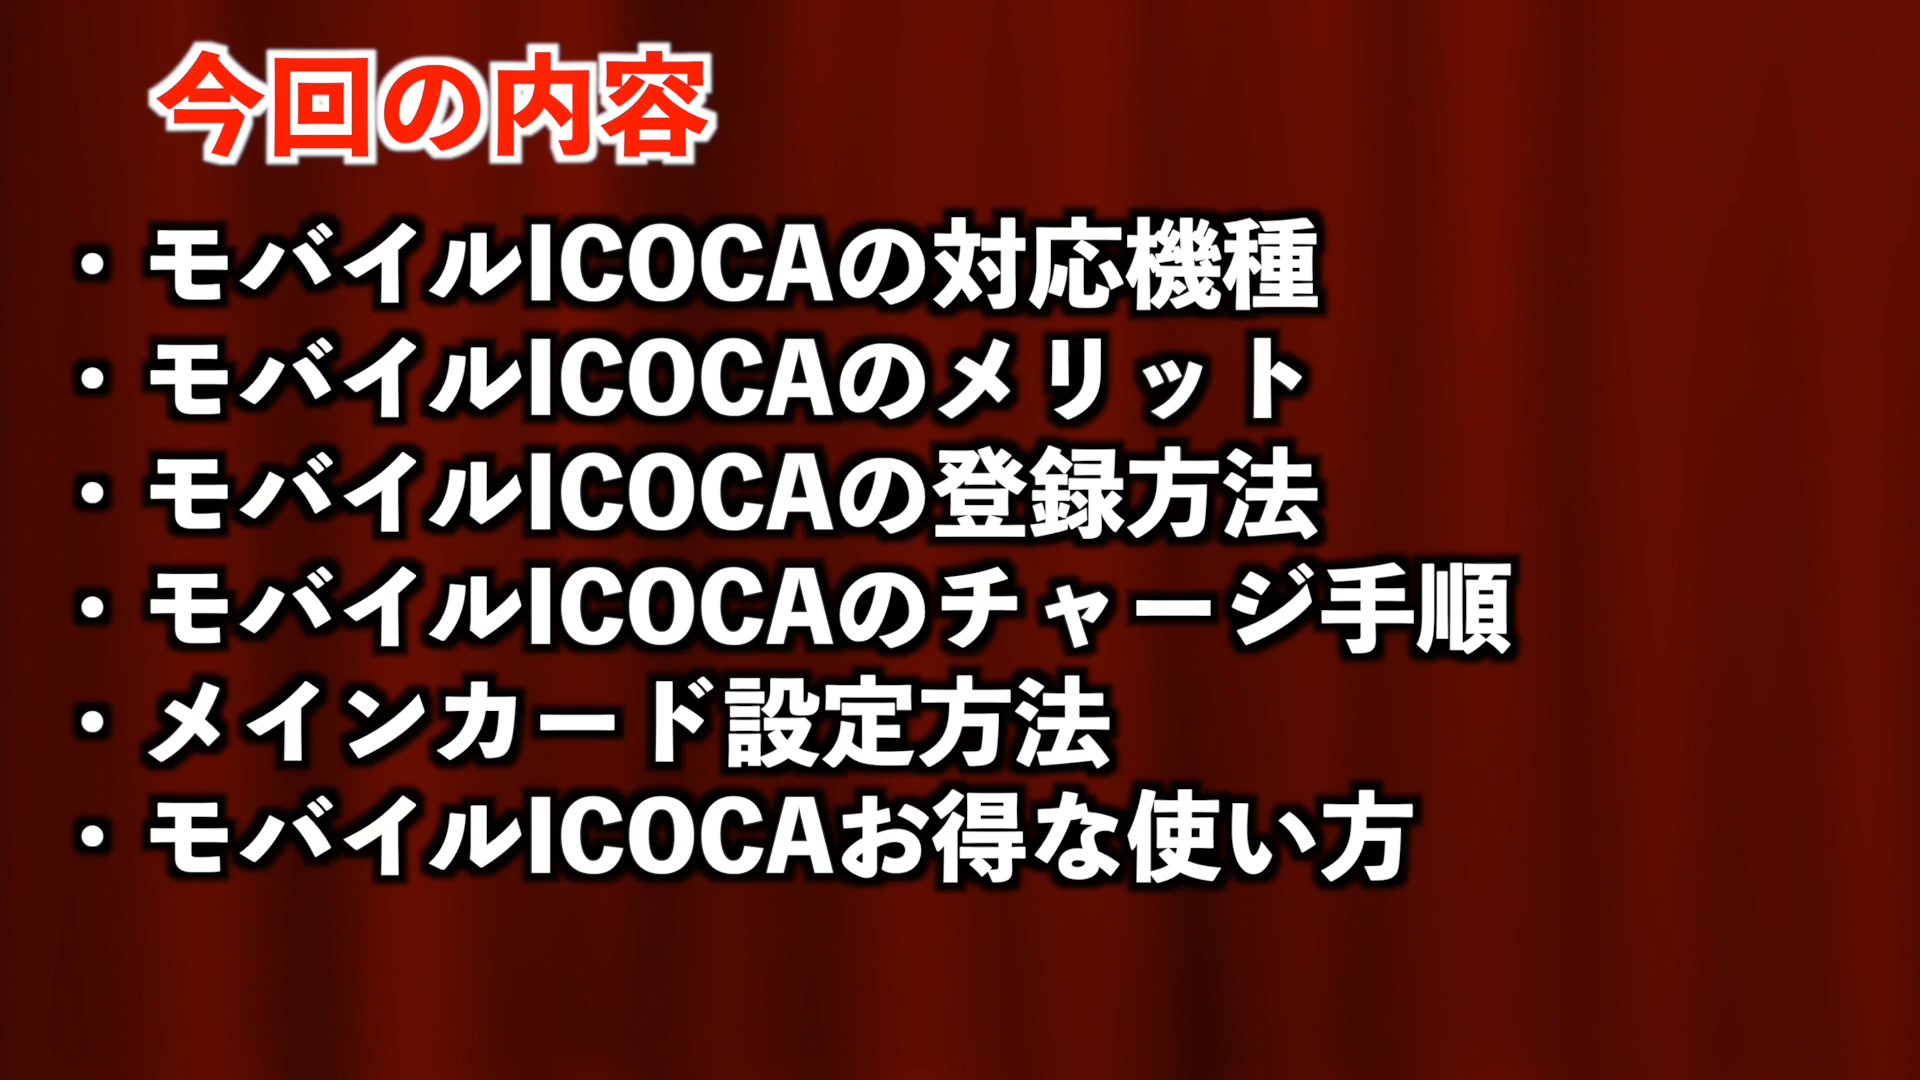 今回の内容
・モバイルICOCAの対応機種
・モバイルICOCAのメリット
・モバイルICOCAの登録方法
・モバイルICOCAのチャージ手順
・メインカード設定方法
・モバイルICOCAお得な使い方